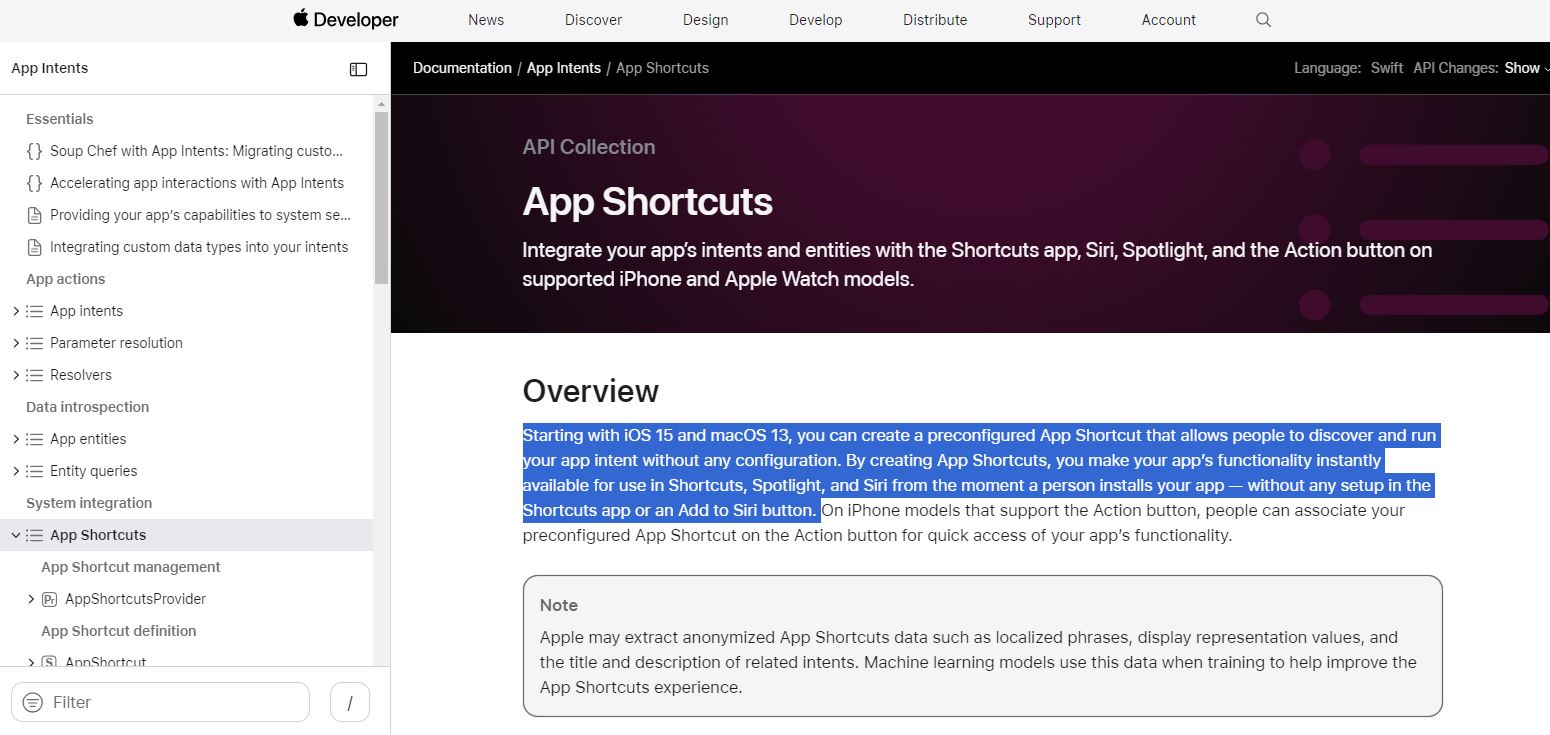 Developer
News
Discover
Design
Develop
Distribute
Support
Account
App Intents
Documentation / App Intents / App Shortcuts
Language: Swift API Changes: Show
Essentials
{} Soup Chef with App Intents: Migrating custo...
{} Accelerating app interactions with App Intents
Providing your app's capabilities to system se...
Integrating custom data types into your intents
App actions
App intents
Parameter resolution
Resolvers
Data introspection
App entities
Entity queries
System integration
App Shortcuts
App Shortcut management
Pr AppShortcutsProvider
App Shortcut definition
S AppShortcut
Filter
/
API Collection
App Shortcuts
Integrate your app's intents and entities with the Shortcuts app, Siri, Spotlight, and the Action button on
supported iPhone and Apple Watch models.
Overview
Starting with iOS 15 and macOS 13, you can create a preconfigured App Shortcut that allows people to discover and run
your app intent without any configuration. By creating App Shortcuts, you make your app's functionality instantly
available for use in Shortcuts, Spotlight, and Siri from the moment a person installs your app — without any setup in the
Shortcuts app or an Add to Siri button. On iPhone models that support the Action button, people can associate your
preconfigured App Shortcut on the Action button for quick access of your app's functionality.
Note
Apple may extract anonymized App Shortcuts data such as localized phrases, display representation values, and
the title and description of related intents. Machine learning models use this data when training to help improve the
App Shortcuts experience.